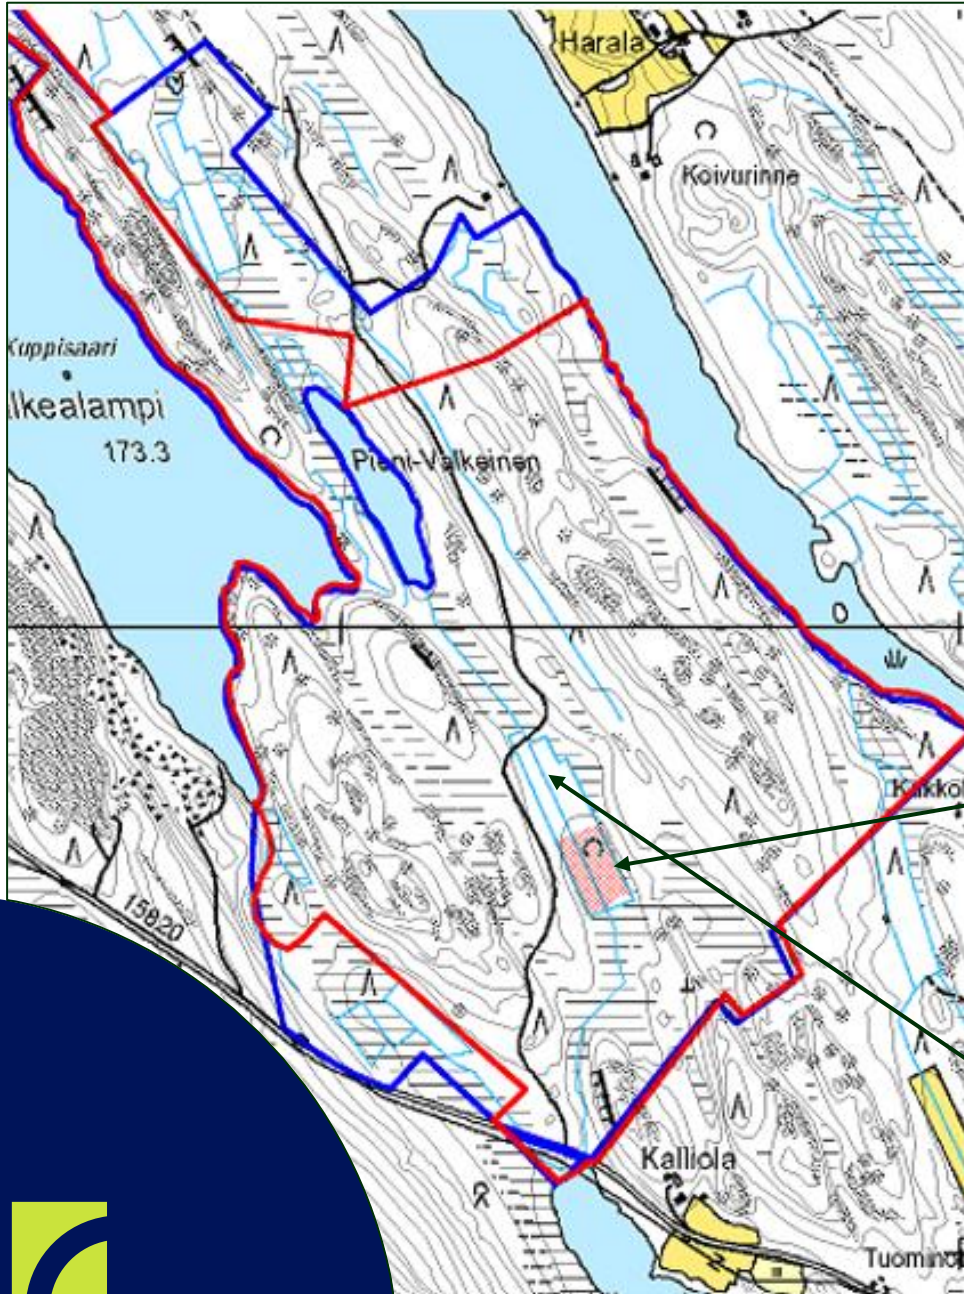 Harala
Koivurinne
Kuppisaari
lkealampi
173.3
Pieni-Valkeinen
15820
Kalliola